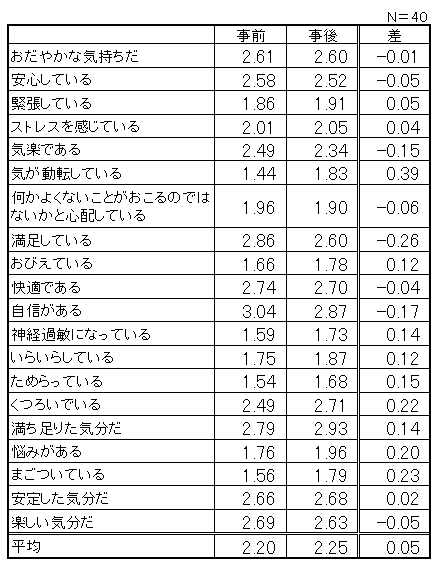 N＝40
事前 事後 差
おだやかな気持ちだ 2.61 2.60 −0.01
安心している 2.58 2.52 −0.05
緊張している 1.86 1.91 0.05
ストレスを感じている 2.01 2.05 0.04
気楽である 2.49 2.34 −0.15
気が動転している 1.44 1.83 0.39
何かよくないことがおこるのでは
ないかと心配している 1.96 1.90 −0.06
満足している 2.86 2.60 −0.26
おびえている 1.66 1.78 0.12
快適である 2.74 2.70 −0.04
自信がある 3.04 2.87 −0.17
神経過敏になっている 1.59 1.73 0.14
いらいらしている 1.75 1.87 0.12
ためらっている 1.54 1.68 0.15
くつろいでいる 2.49 2.71 0.22
満ち足りた気分だ 2.79 2.93 0.14
悩みがある 1.76 1.96 0.20
まごついている 1.56 1.79 0.23
安定した気分だ 2.66 2.68 0.02
楽しい気分だ 2.69 2.63 −0.05
平均 2.20 2.25 0.05